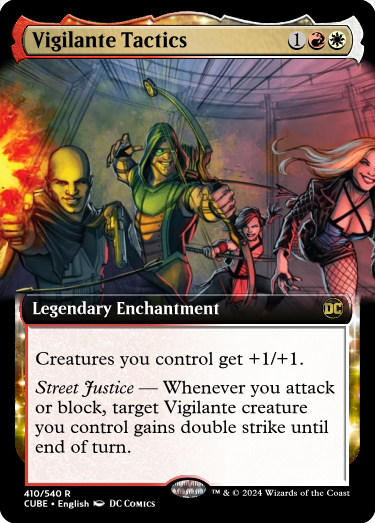 Vigilante Tactics 1
Legendary Enchantment DC
Creatures you control get +1/+1.
Street Justice — Whenever you attack
or block, target Vigilante creature
you control gains double strike until
end of turn.
410/540 R
CUBE • English DC Comics
™ & © 2024 Wizards of the Coast